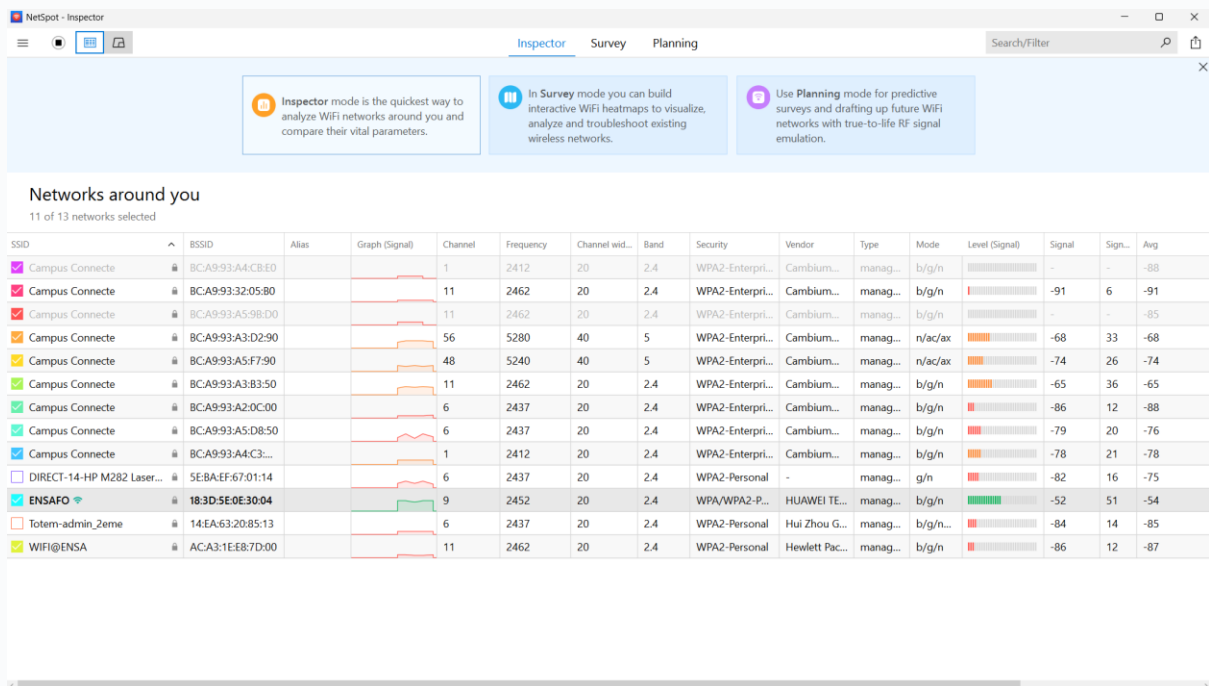 NetSpot - Inspector
Inspector Survey Planning Search/Filter
Inspector mode is the quickest way to
analyze WiFi networks around you and
compare their vital parameters.
In Survey mode you can build
interactive WiFi heatmaps to visualize,
analyze and troubleshoot existing
wireless networks.
Use Planning mode for predictive
surveys and drafting up future WiFi
networks with true-to-life RF signal
emulation.
Networks around you
11 of 13 networks selected
SSID BSSID Alias Graph (Signal) Channel Frequency Channel wid... Band Security Vendor Type Mode Level (Signal) Signal Sign... Avg
Campus Connecte BC:A9:93:A4:CB:E0 1 2412 20 2.4 WPA2-Enterpri... Cambium... manag... b/g/n - - -88
Campus Connecte BC:A9:93:32:05:B0 11 2462 20 2.4 WPA2-Enterpri... Cambium... manag... b/g/n -91 6 -91
Campus Connecte BC:A9:93:A5:9B:D0 11 2462 20 2.4 WPA2-Enterpri... Cambium... manag... b/g/n - - -85
Campus Connecte BC:A9:93:A3:D2:90 56 5280 40 5 WPA2-Enterpri... Cambium... manag... n/ac/ax -68 33 -68
Campus Connecte BC:A9:93:A5:F7:90 48 5240 40 5 WPA2-Enterpri... Cambium... manag... n/ac/ax -74 26 -74
Campus Connecte BC:A9:93:A3:B3:50 11 2462 20 2.4 WPA2-Enterpri... Cambium... manag... b/g/n -65 36 -65
Campus Connecte BC:A9:93:A2:0C:00 6 2437 20 2.4 WPA2-Enterpri... Cambium... manag... b/g/n -86 12 -88
Campus Connecte BC:A9:93:A5:D8:50 6 2437 20 2.4 WPA2-Enterpri... Cambium... manag... b/g/n -79 20 -76
Campus Connecte BC:A9:93:A4:C3:... 1 2412 20 2.4 WPA2-Enterpri... Cambium... manag... b/g/n -78 21 -78
DIRECT-14-HP M282 Laser... 5E:BA:EF:67:01:14 6 2437 20 2.4 WPA2-Personal - manag... g/n -82 16 -75
ENSAFO 18:3D:5E:0E:30:04 9 2452 20 2.4 WPA/WPA2-P... HUAWEI TE... manag... b/g/n -52 51 -54
Totem-admin_2eme 14:EA:63:20:85:13 6 2437 20 2.4 WPA2-Personal Hui Zhou G... manag... b/g/n... -84 14 -85
WIFI@ENSA AC:A3:1E:E8:7D:00 11 2462 20 2.4 WPA2-Personal Hewlett Pac... manag... b/g/n -86 12 -87